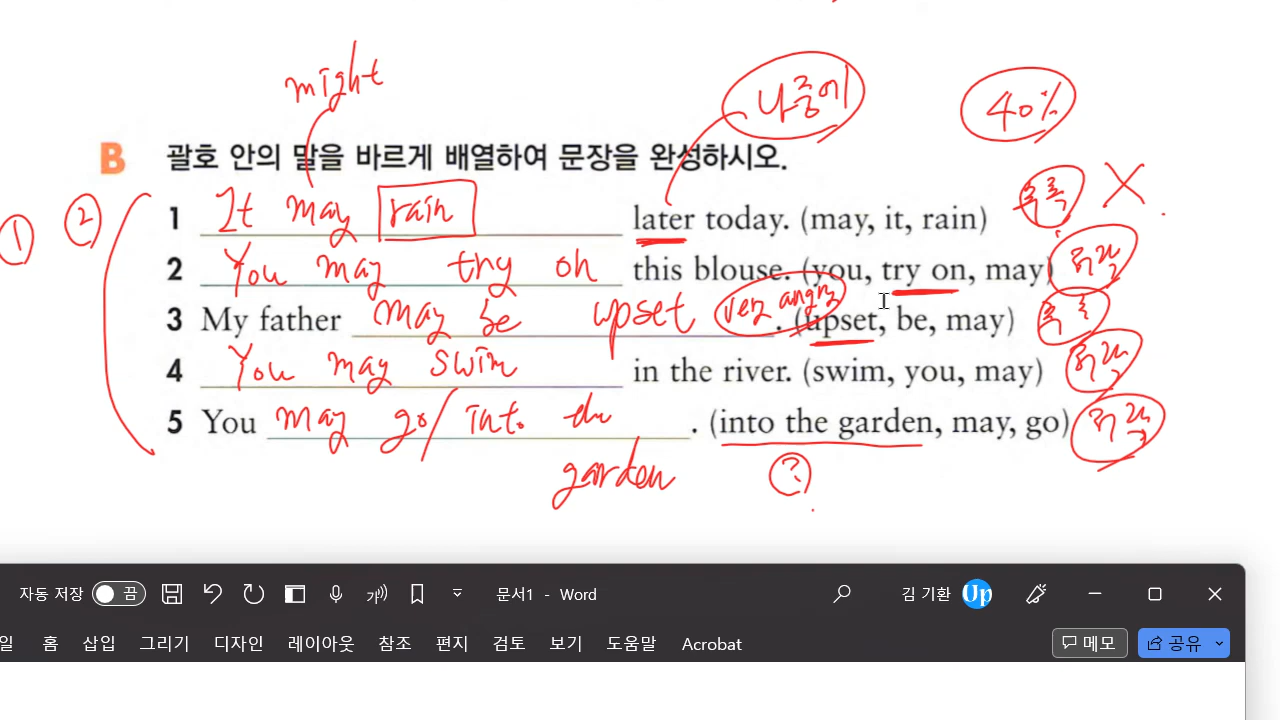 might
나중에
40%
B 괄호 안의 말을 바르게 배열하여 문장을 완성하시오.
① ②
1 It may rain later today. (may, it, rain) 추측 X
2 You may try on this blouse. (you, try on, may) 허락
3 My father may be upset very angry . (upset, be, may) 추측
4 You may swim in the river. (swim, you, may) 허락
5 You may go/ into the . (into the garden, may, go) 허락
garden ?
자동 저장 끔 가)) 문서1 - Word 김 기환 Up
일 홈 삽입 그리기 디자인 레이아웃 참조 편지 검토 보기 도움말 Acrobat 메모 공유